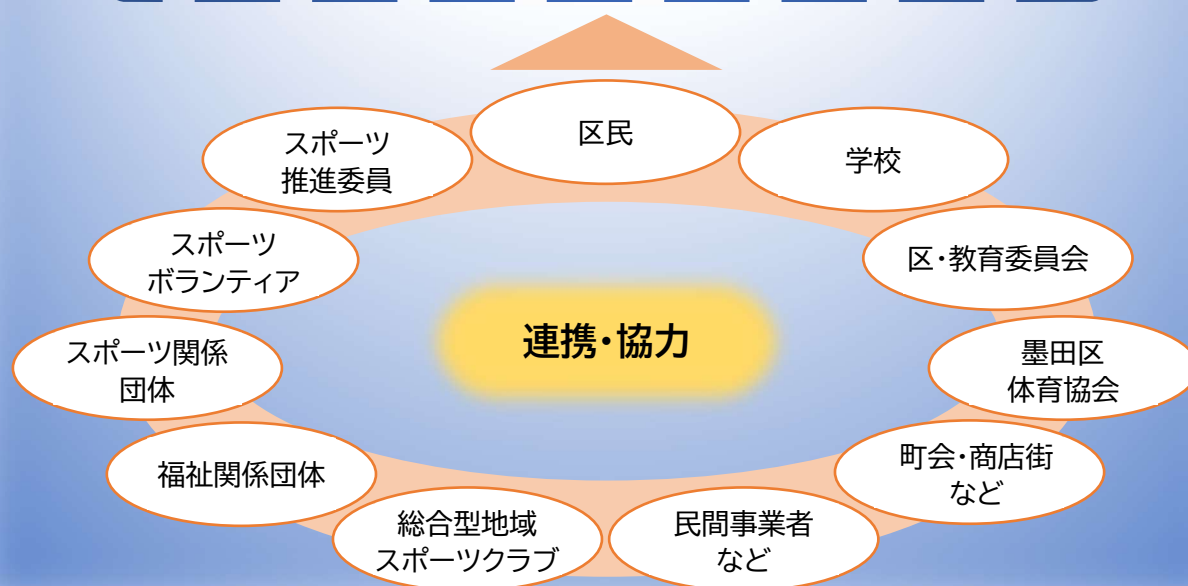 区民
スポーツ
推進委員
学校
スポーツ
ボランティア
区・教育委員会
連携・協力
スポーツ関係
団体
墨田区
体育協会
福祉関係団体
町会・商店街
など
総合型地域
スポーツクラブ
民間事業者
など